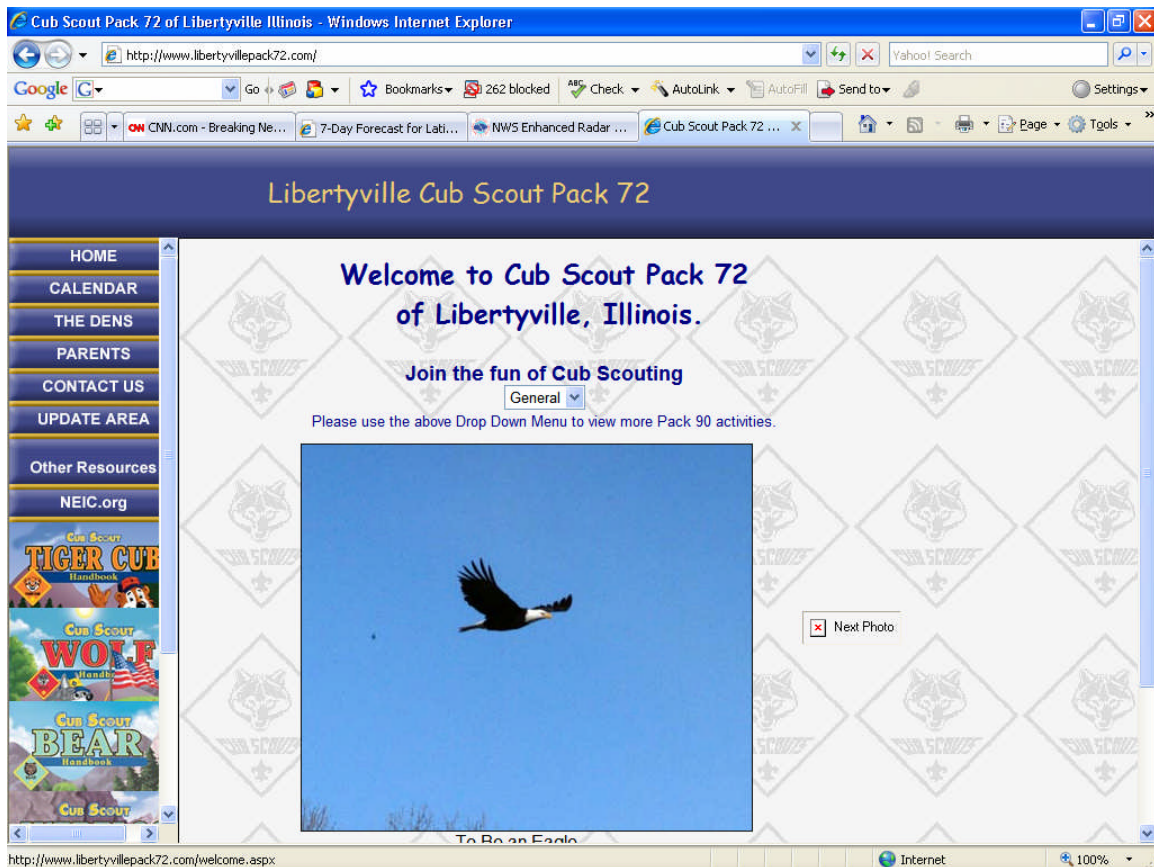 Cub Scout Pack 72 of Libertyville Illinois - Windows Internet Explorer
http://www.libertyvillepack72.com/
Yahoo! Search
Google G Go Bookmarks 262 blocked Check AutoLink AutoFill Send to Settings
CNN.com - Breaking Ne... 7-Day Forecast for Lati... NWS Enhanced Radar ... Cub Scout Pack 72 ... Page Tools
Libertyville Cub Scout Pack 72
HOME
CALENDAR
THE DENS
PARENTS
CONTACT US
UPDATE AREA
Other Resources
NEIC.org
Cub Scout
TIGER CUB
Handbook
Cub Scout
WOLF
Cub Scout
BEAR
Handbook
Cub Scout
Welcome to Cub Scout Pack 72
of Libertyville, Illinois.
Join the fun of Cub Scouting
General
Please use the above Drop Down Menu to view more Pack 90 activities.
Next Photo
To Be an Eagle
CUB SCOUTS
http://www.libertyvillepack72.com/welcome.aspx
Internet 100%